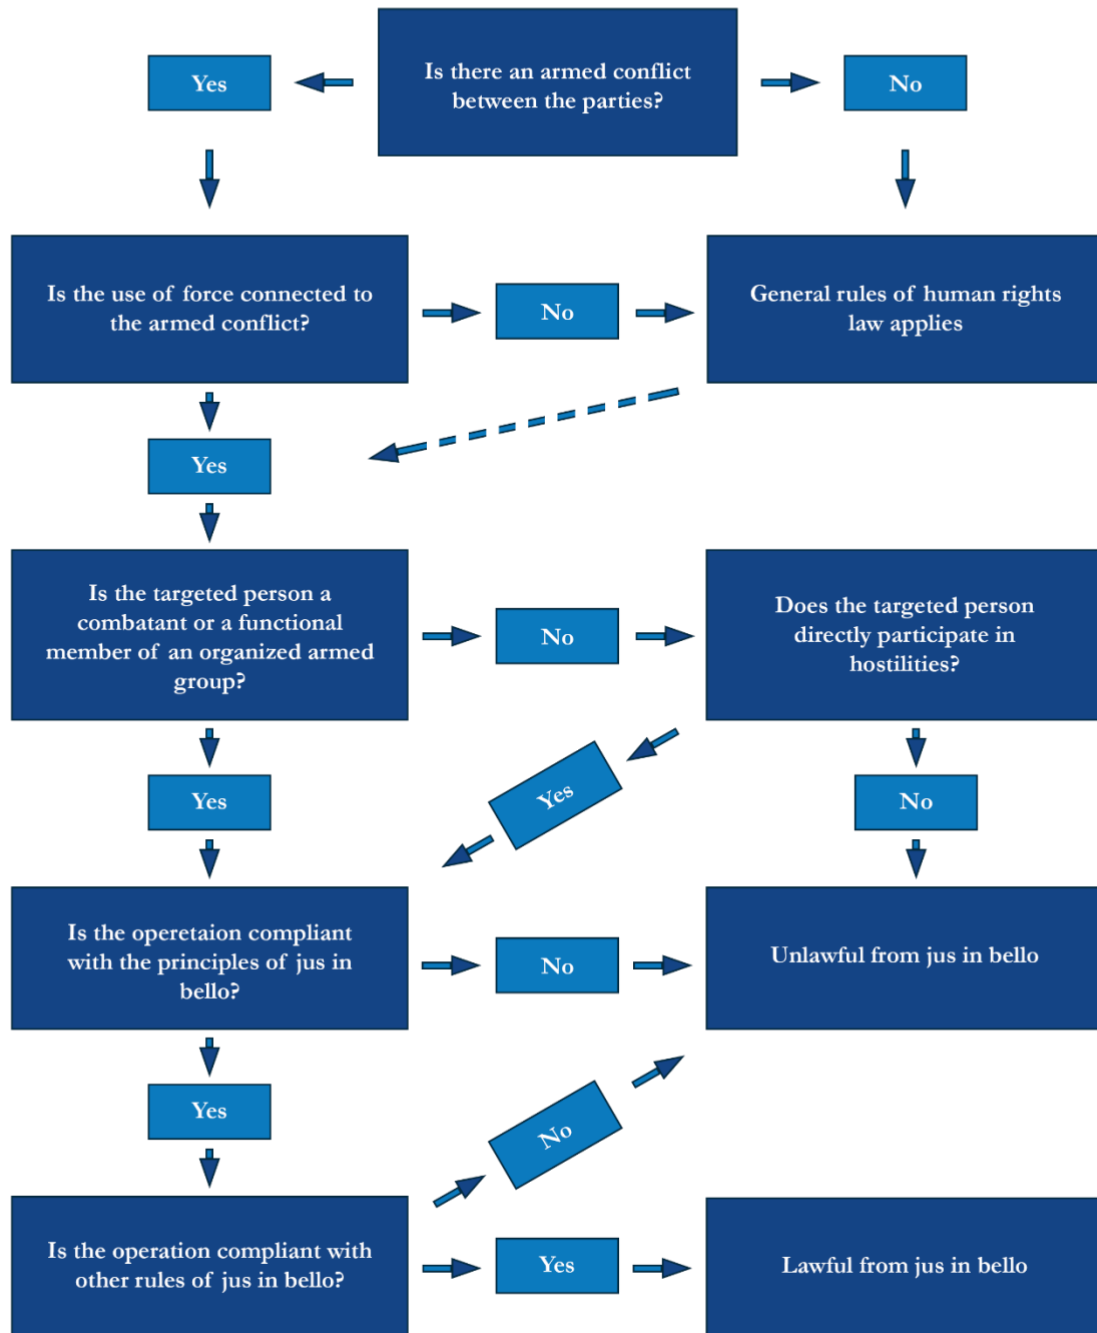 Is there an armed conflict
between the parties?
Yes
No
Is the use of force connected to
the armed conflict?
No
General rules of human rights
law applies
Yes
Is the targeted person a
combatant or a functional
member of an organized armed
group?
No
Does the targeted person
directly participate in
hostilities?
Yes
Yes
No
Is the operetaion compliant
with the principles of jus in
bello?
No
Unlawful from jus in bello
Yes
No
Is the operation compliant with
other rules of jus in bello?
Yes
Lawful from jus in bello